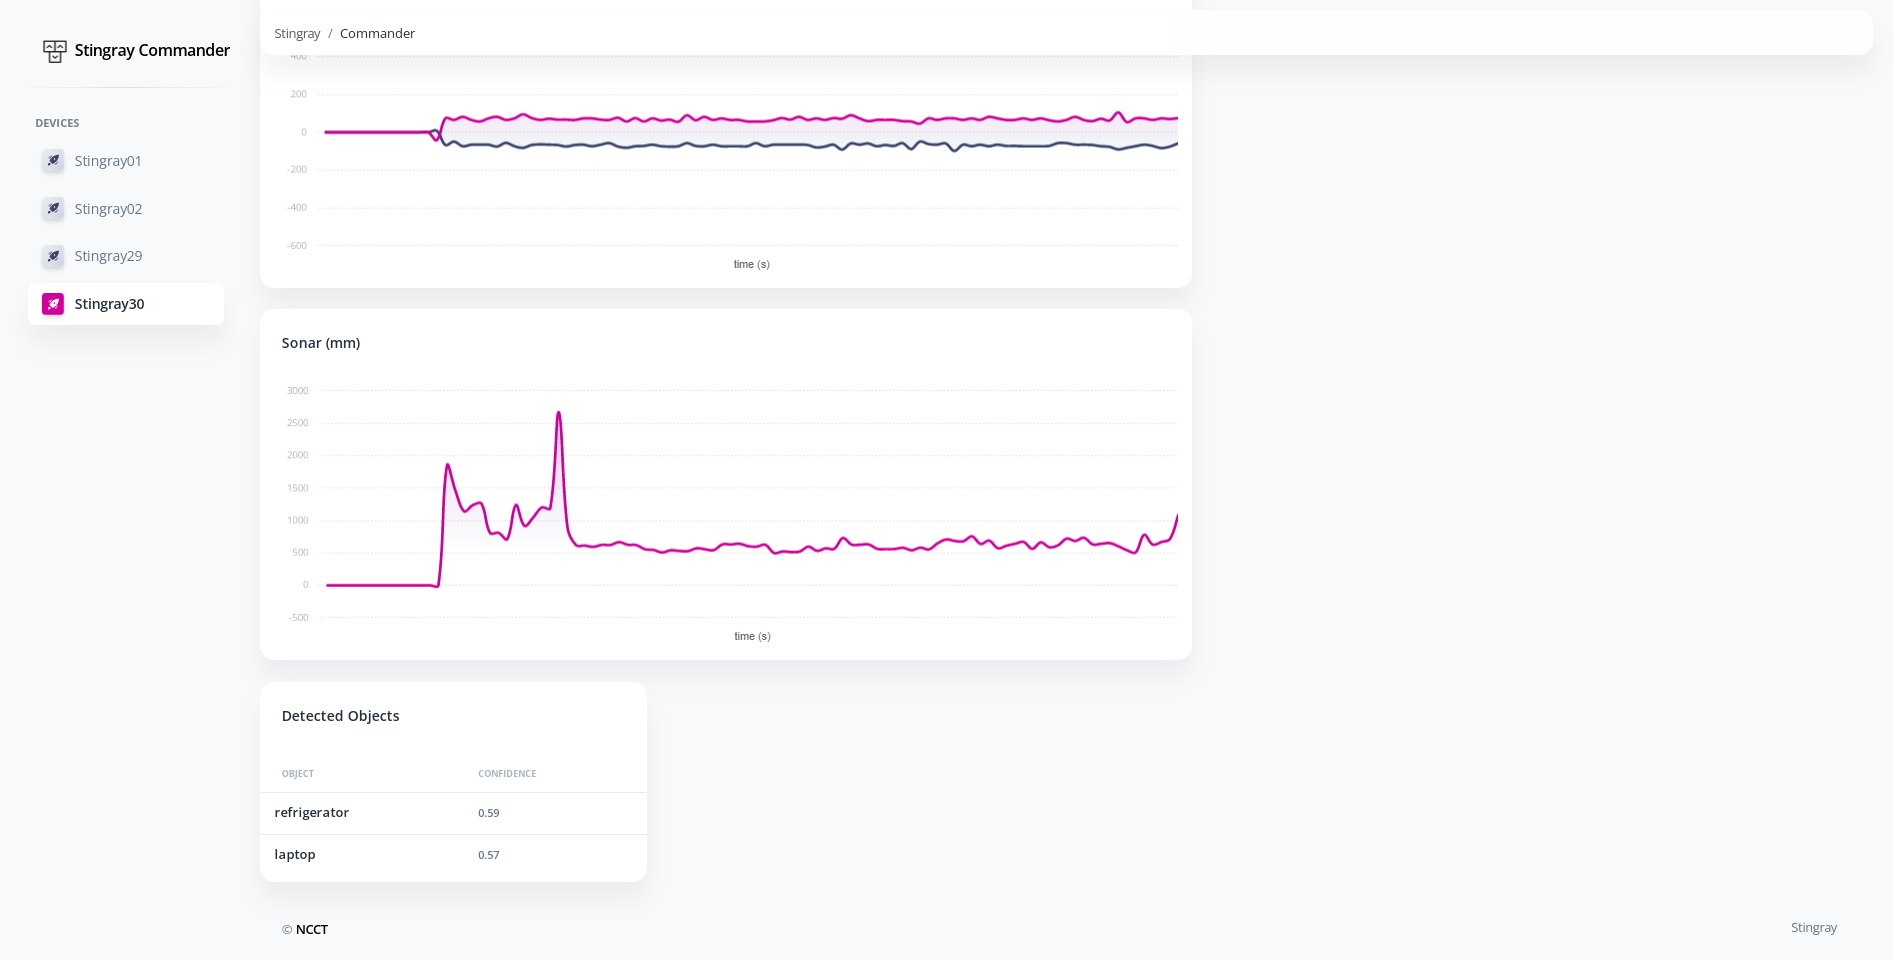 Stingray Commander
DEVICES
Stingray01
Stingray02
Stingray29
Stingray30
Stingray / Commander
400
200
0
-200
-400
-600
time (s)
Sonar (mm)
3000
2500
2000
1500
1000
500
0
-500
time (s)
Detected Objects
OBJECT CONFIDENCE
refrigerator 0.59
laptop 0.57
© NCCT
Stingray